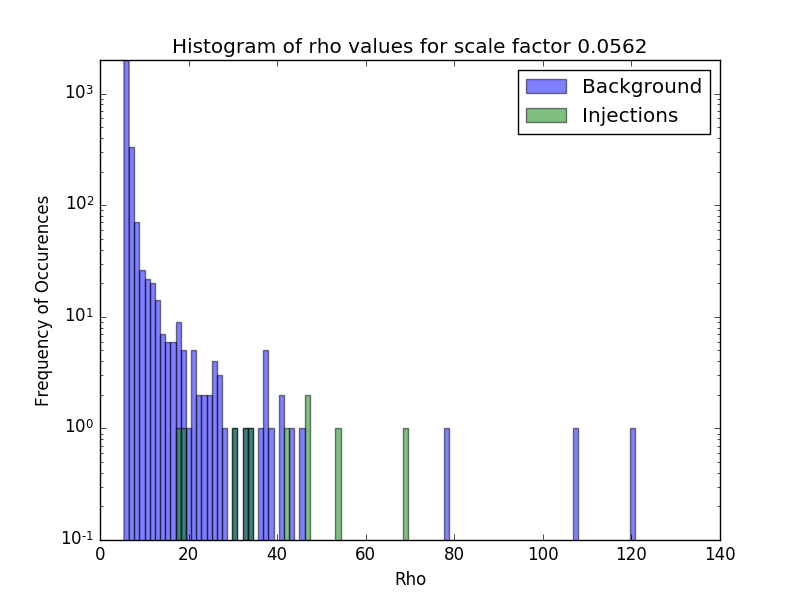 Histogram of rho values for scale factor 0.0562
Background
Injections
10³
10²
10¹
10⁰
10⁻¹
Frequency of Occurences
0 20 40 60 80 100 120 140
Rho